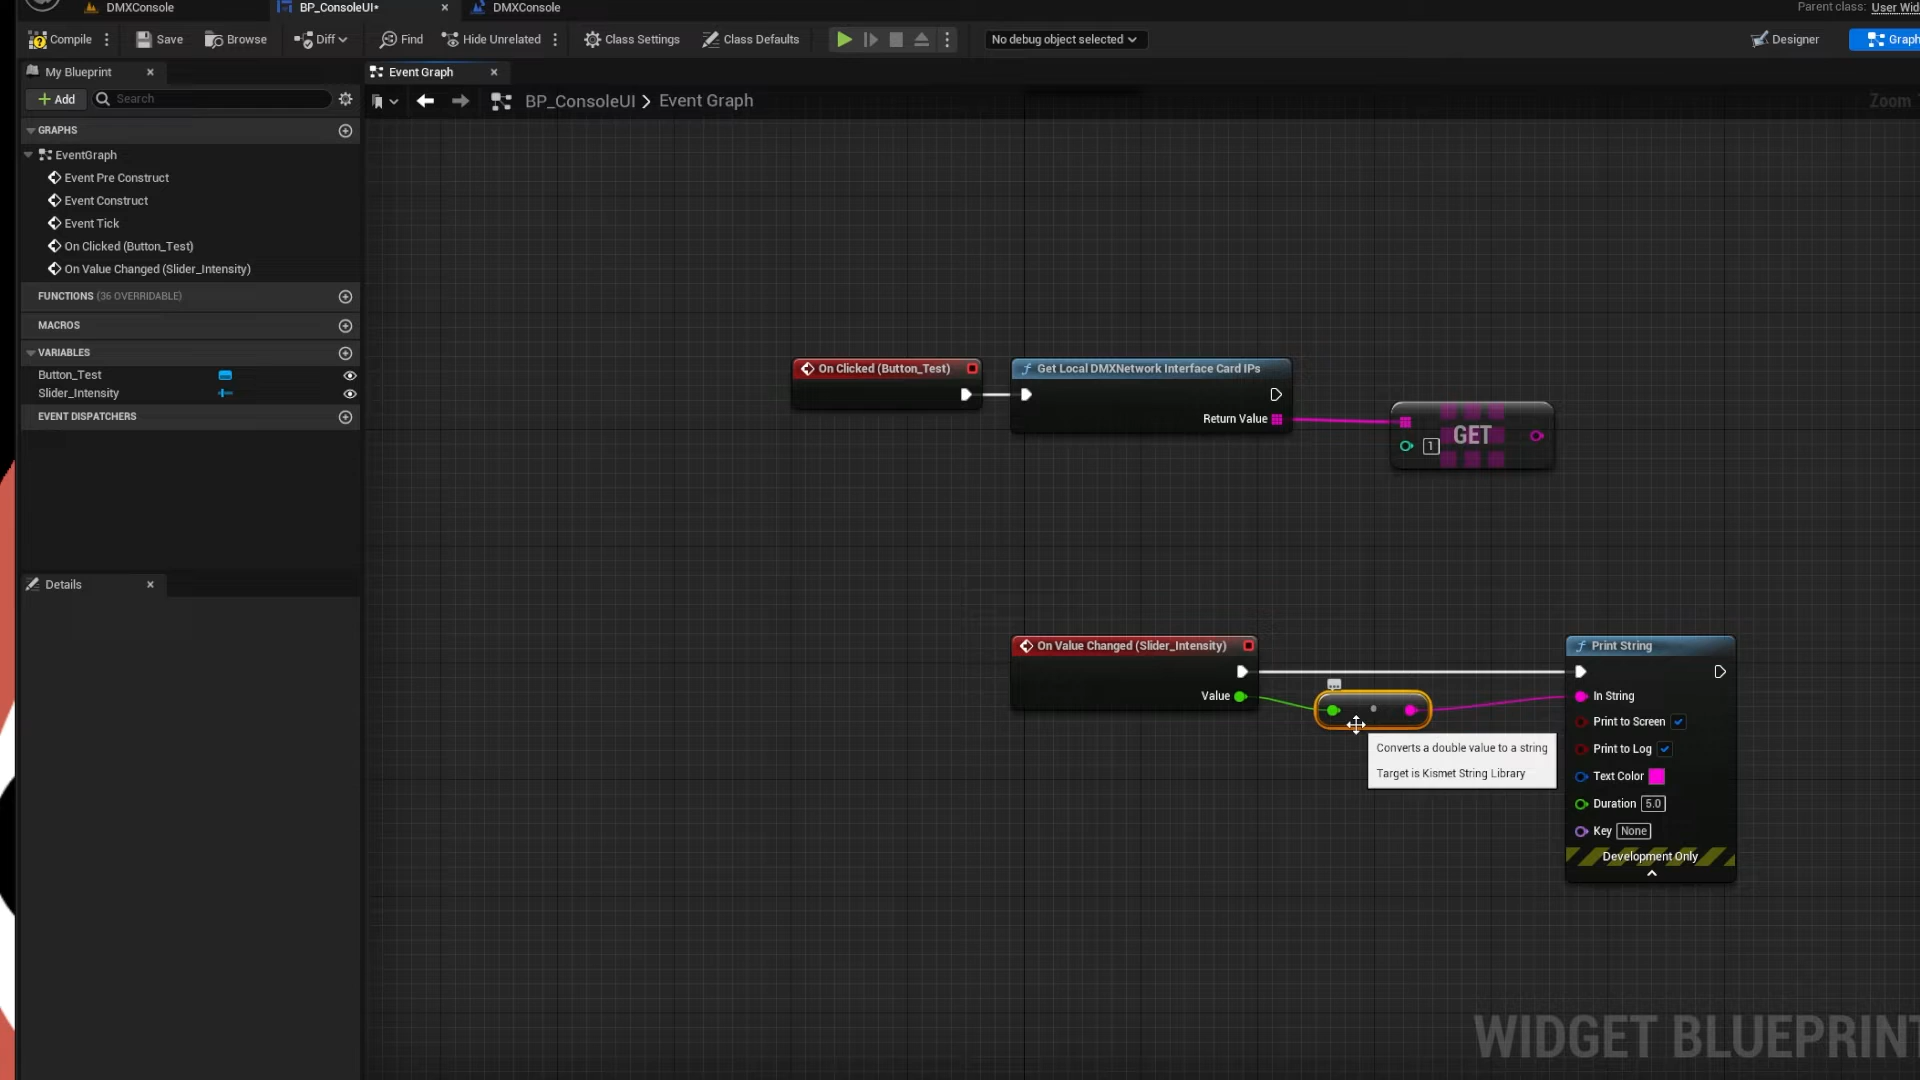 DMXConsole
BP_ConsoleUI*
DMXConsole
Parent class: User Wid
Compile
Save
Browse
Diff
Find
Hide Unrelated
Class Settings
Class Defaults
No debug object selected
Designer
Graph
My Blueprint
Event Graph
Add
Search
BP_ConsoleUI > Event Graph
Zoom
GRAPHS
EventGraph
Event Pre Construct
Event Construct
Event Tick
On Clicked (Button_Test)
On Value Changed (Slider_Intensity)
FUNCTIONS (36 OVERRIDABLE)
MACROS
VARIABLES
Button_Test
Slider_Intensity
EVENT DISPATCHERS
Details
On Clicked (Button_Test)
f Get Local DMXNetwork Interface Card IPs
Return Value
1 GET
On Value Changed (Slider_Intensity)
Value
Converts a double value to a string
Target is Kismet String Library
f Print String
In String
Print to Screen
Print to Log
Text Color
Duration 5.0
Key None
Development Only
WIDGET BLUEPRINT